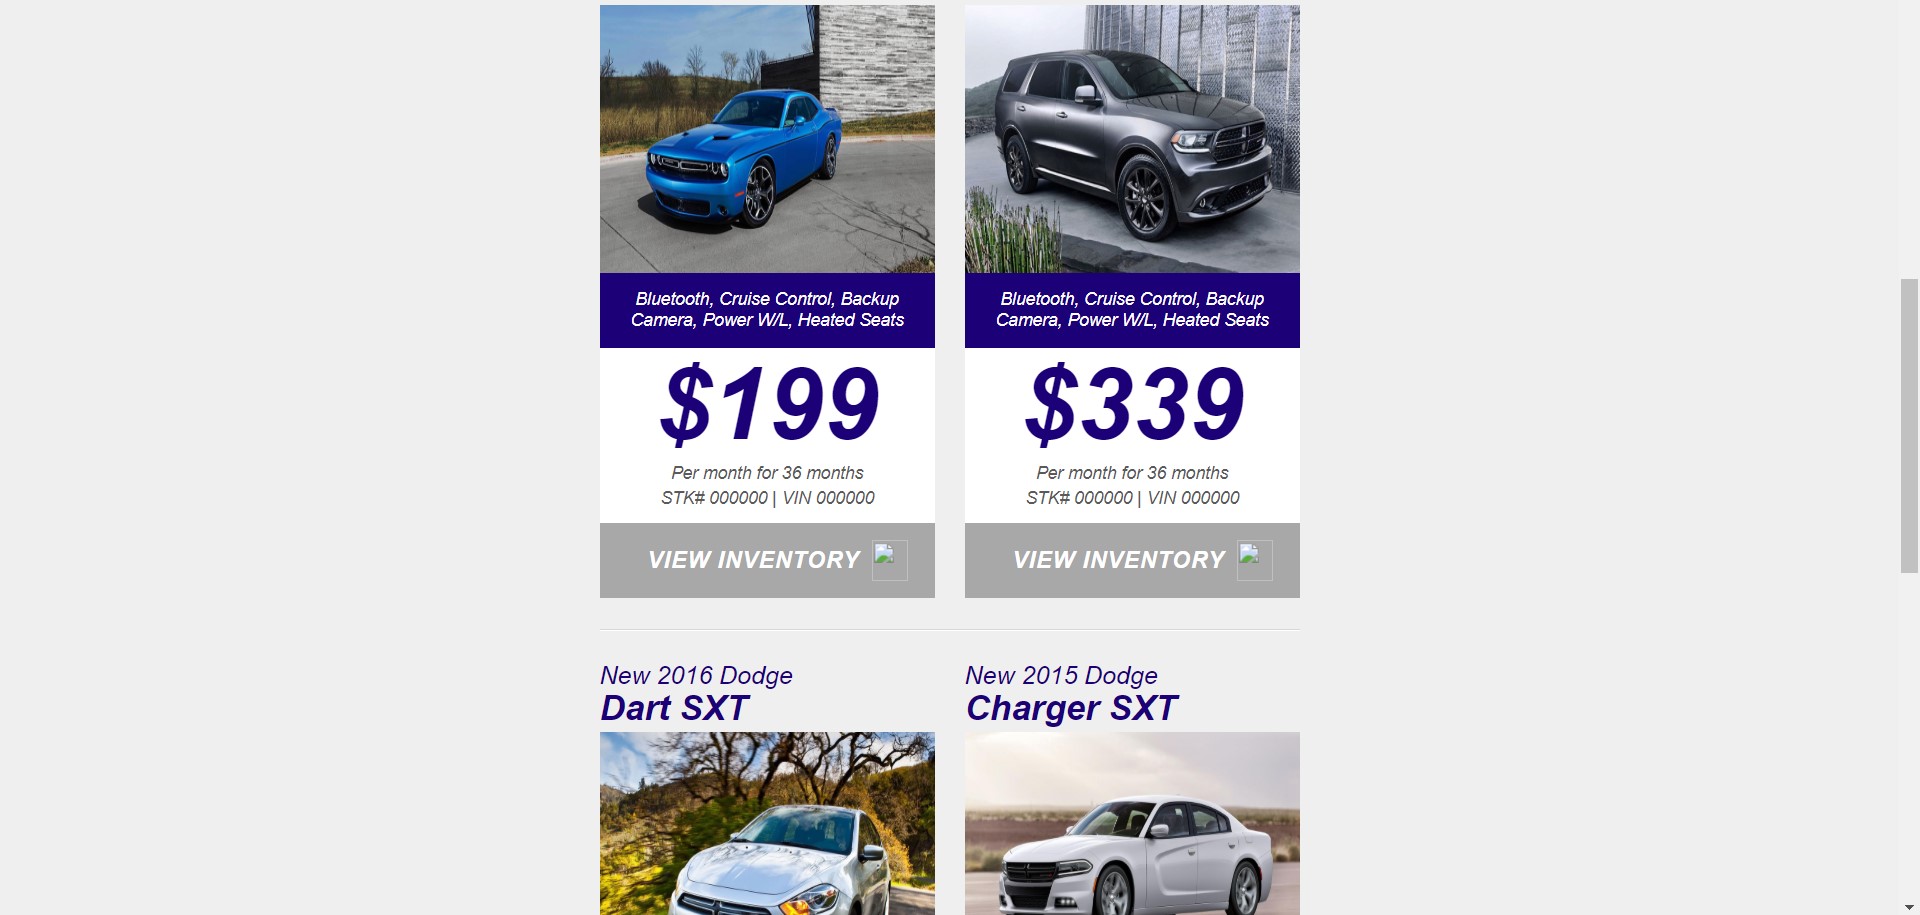 Bluetooth, Cruise Control, Backup
Camera, Power W/L, Heated Seats
$199
Per month for 36 months
STK# 000000 | VIN 000000
VIEW INVENTORY
Bluetooth, Cruise Control, Backup
Camera, Power W/L, Heated Seats
$339
Per month for 36 months
STK# 000000 | VIN 000000
VIEW INVENTORY
New 2016 Dodge
Dart SXT
New 2015 Dodge
Charger SXT